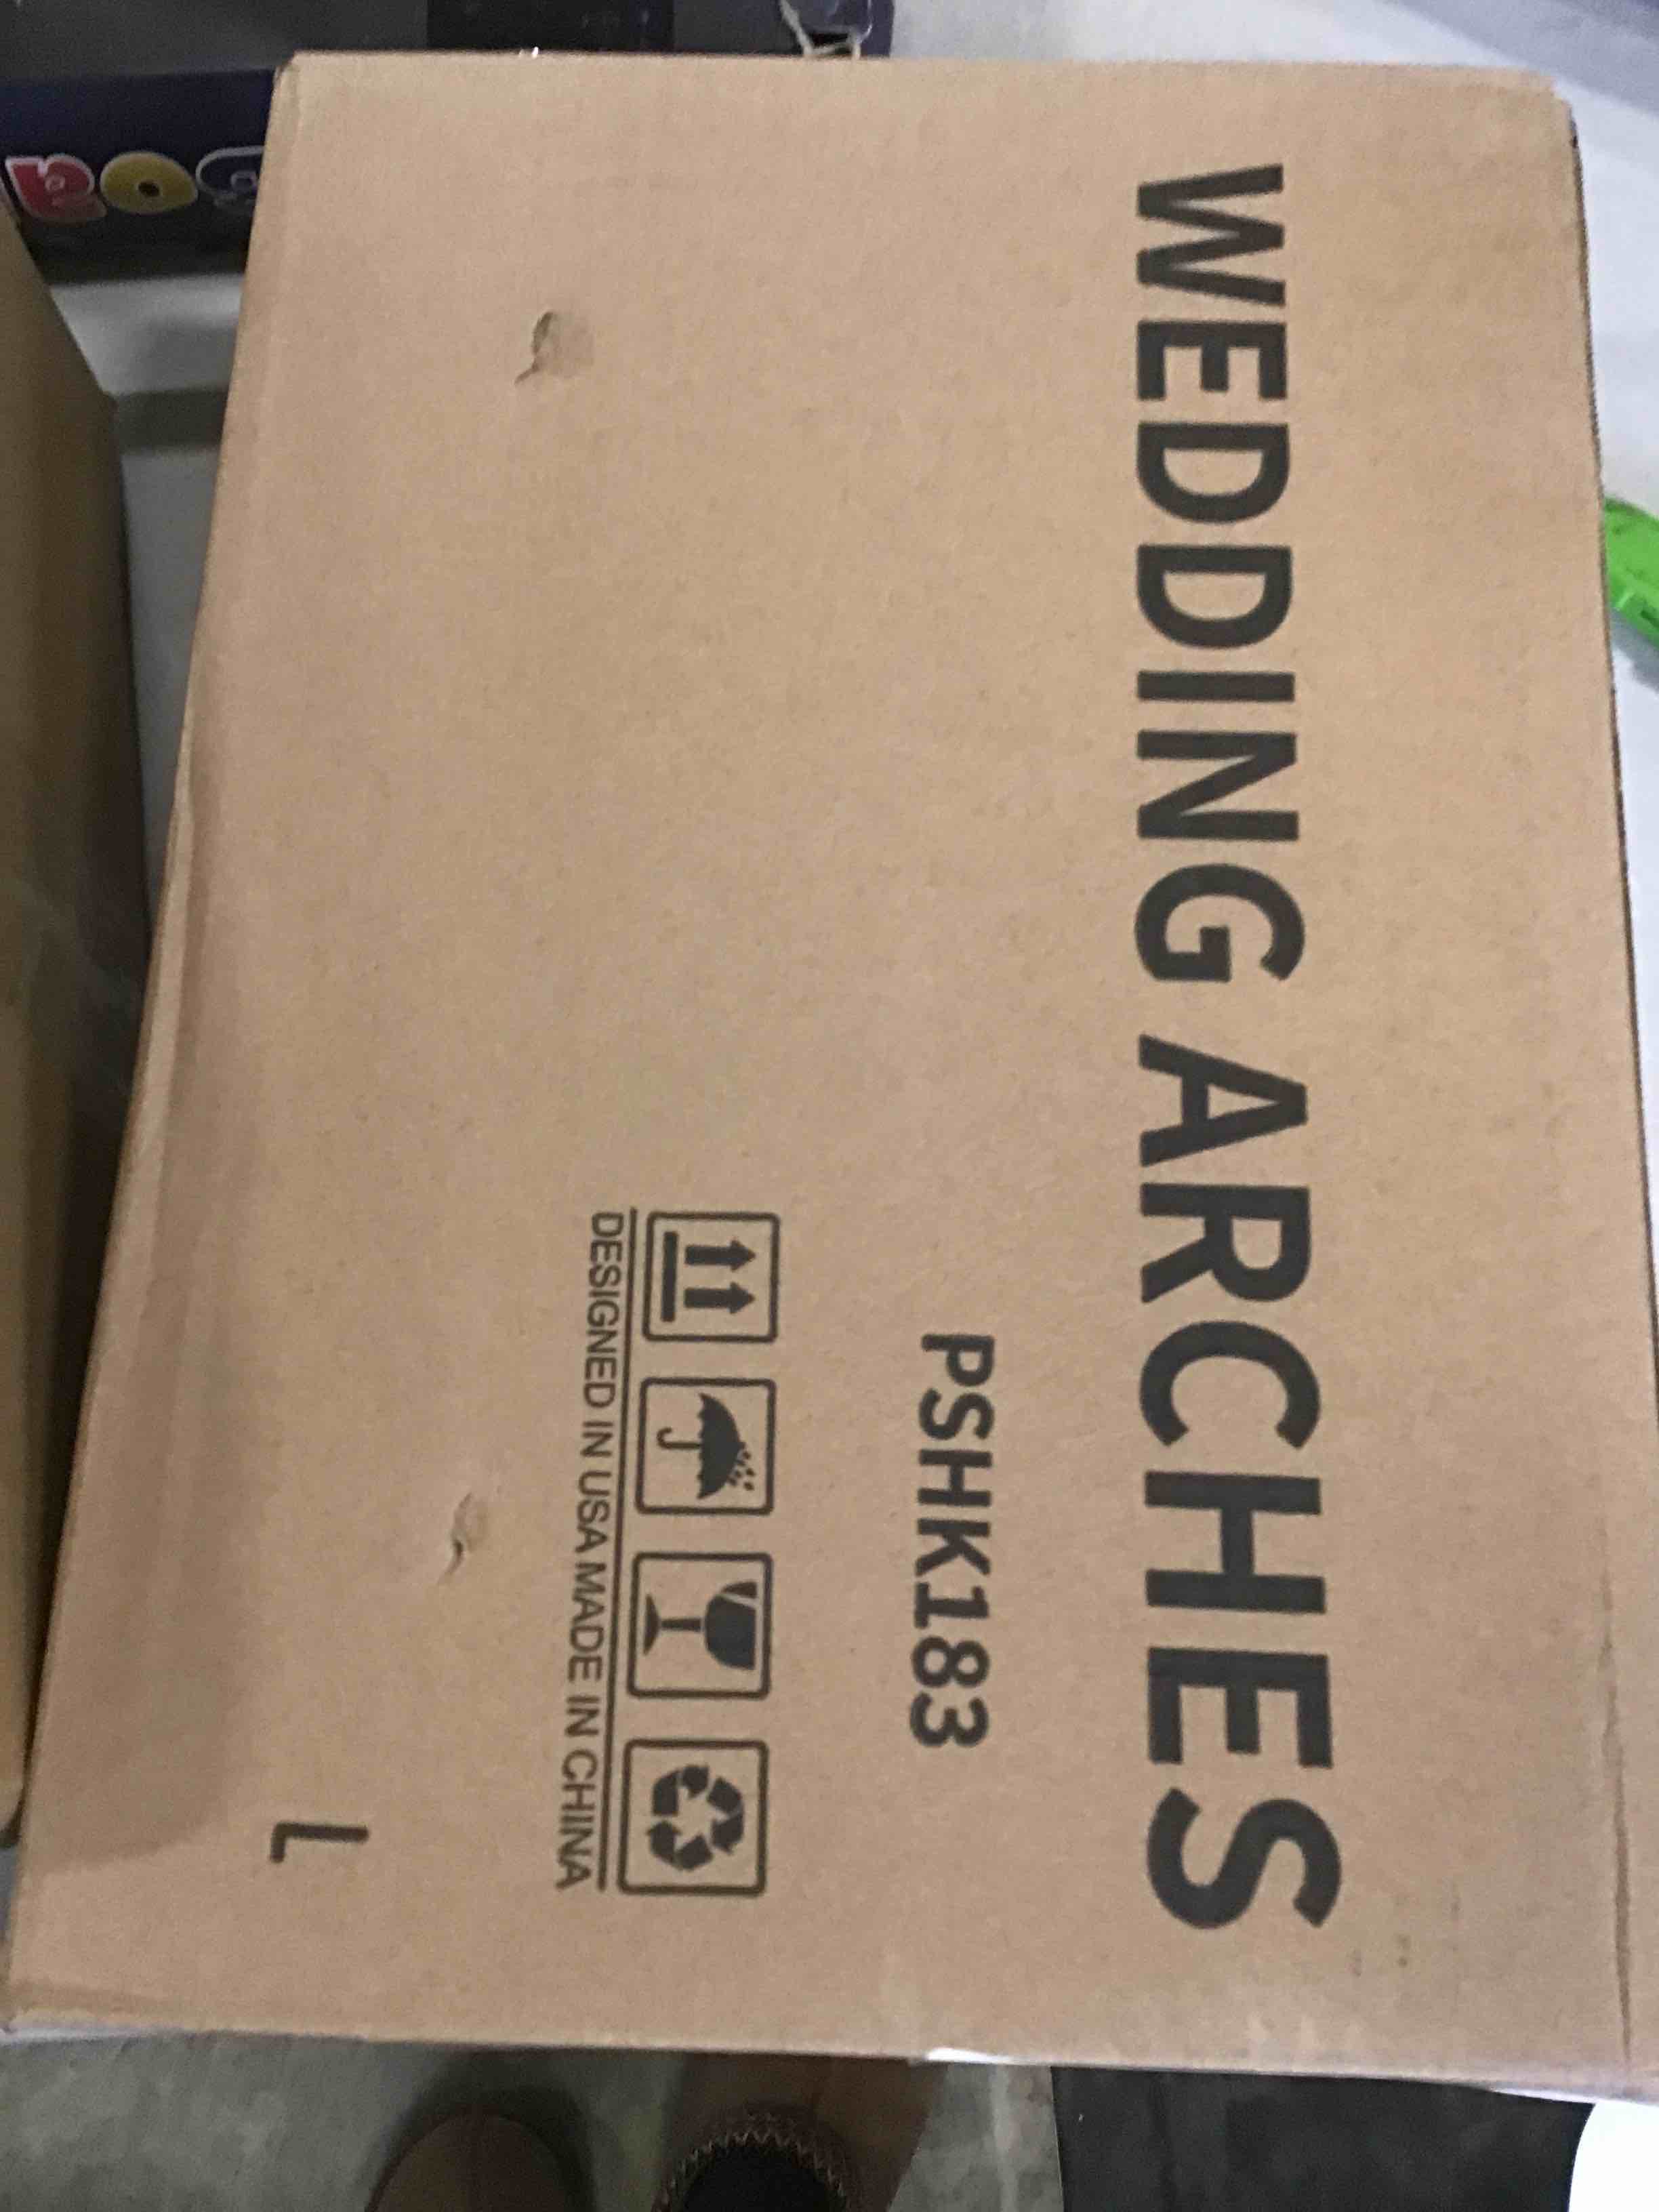 WEDDING ARCHES
PSHK183
DESIGNED IN USA MADE IN CHINA
L